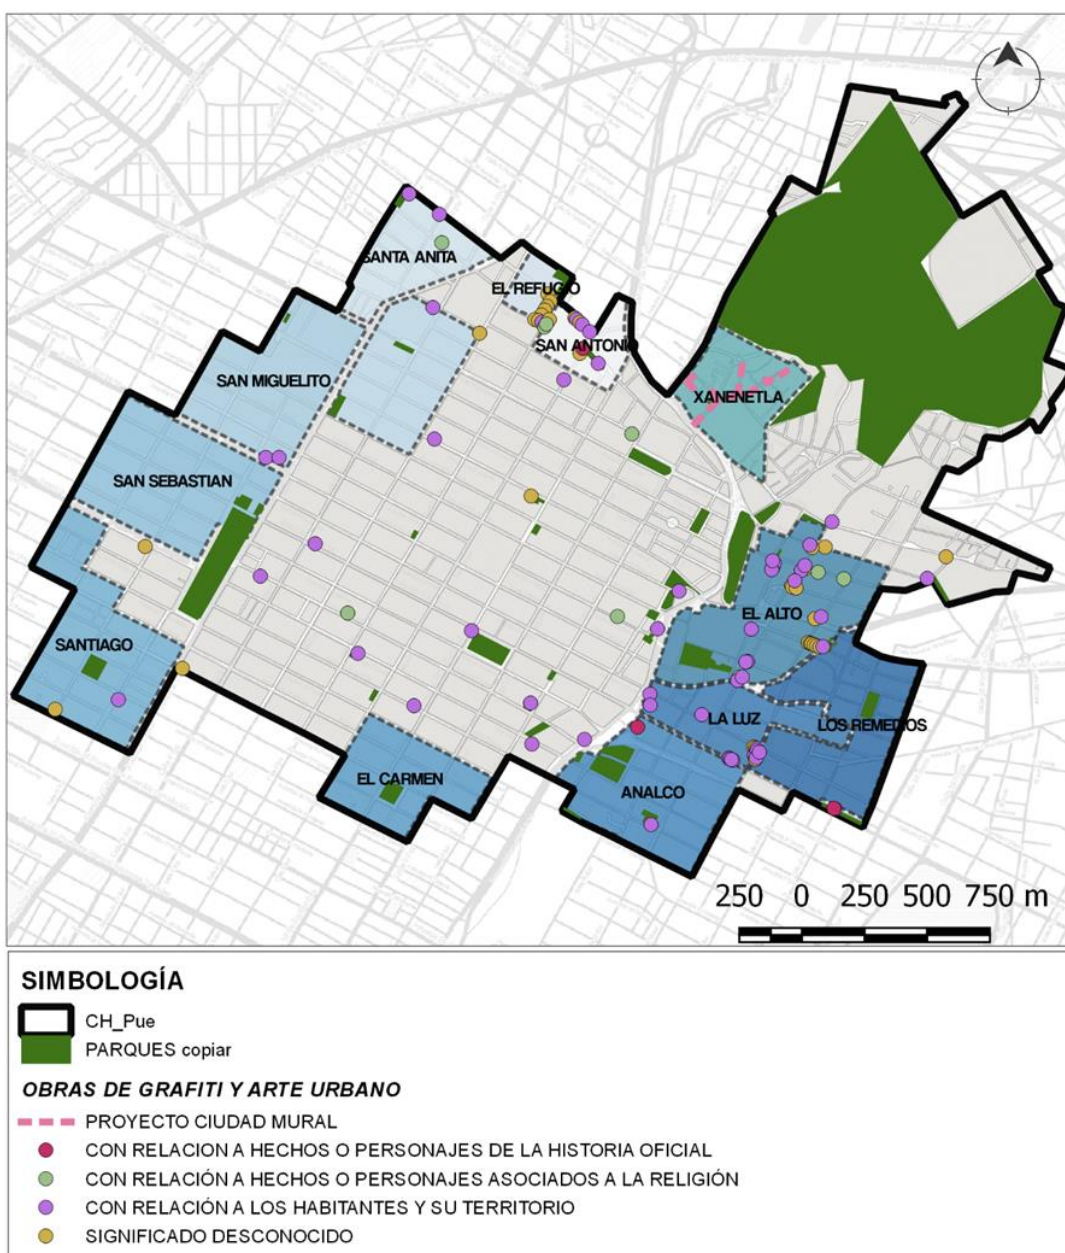 SANTA ANITA
EL REFUGIO
SAN ANTONIO
SAN MIGUELITO
XANENETLA
SAN SEBASTIAN
EL ALTO
SANTIAGO
LA LUZ
LOS REMEDIOS
EL CARMEN
ANALCO
250 0 250 500 750 m
SIMBOLOGÍA
CH_Pue
PARQUES copiar
OBRAS DE GRAFITI Y ARTE URBANO
PROYECTO CIUDAD MURAL
CON RELACION A HECHOS O PERSONAJES DE LA HISTORIA OFICIAL
CON RELACIÓN A HECHOS O PERSONAJES ASOCIADOS A LA RELIGIÓN
CON RELACIÓN A LOS HABITANTES Y SU TERRITORIO
SIGNIFICADO DESCONOCIDO